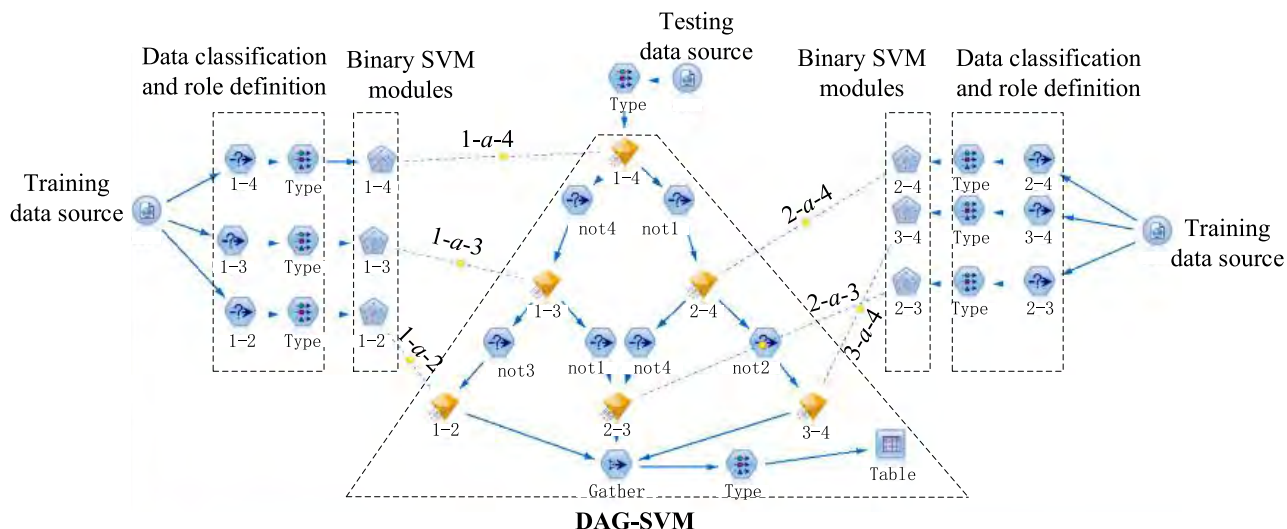 Testing
data source
Data classification
and role definition
Binary SVM
modules
Binary SVM
modules
Data classification
and role definition
Type
1-a-4
1-4
Type
1-4
1-4
2-4
Type
2-4
Training
data source
not4
not1
2-a-4
1-a-3
1-3
Type
1-3
3-4
Type
3-4
Training
data source
1-3
2-4
2-a-3
1-2
Type
1-2
1-a-2
2-3
Type
2-3
3-a-4
not3
not1
not4
not2
1-2
2-3
3-4
Gather
Type
Table
DAG-SVM